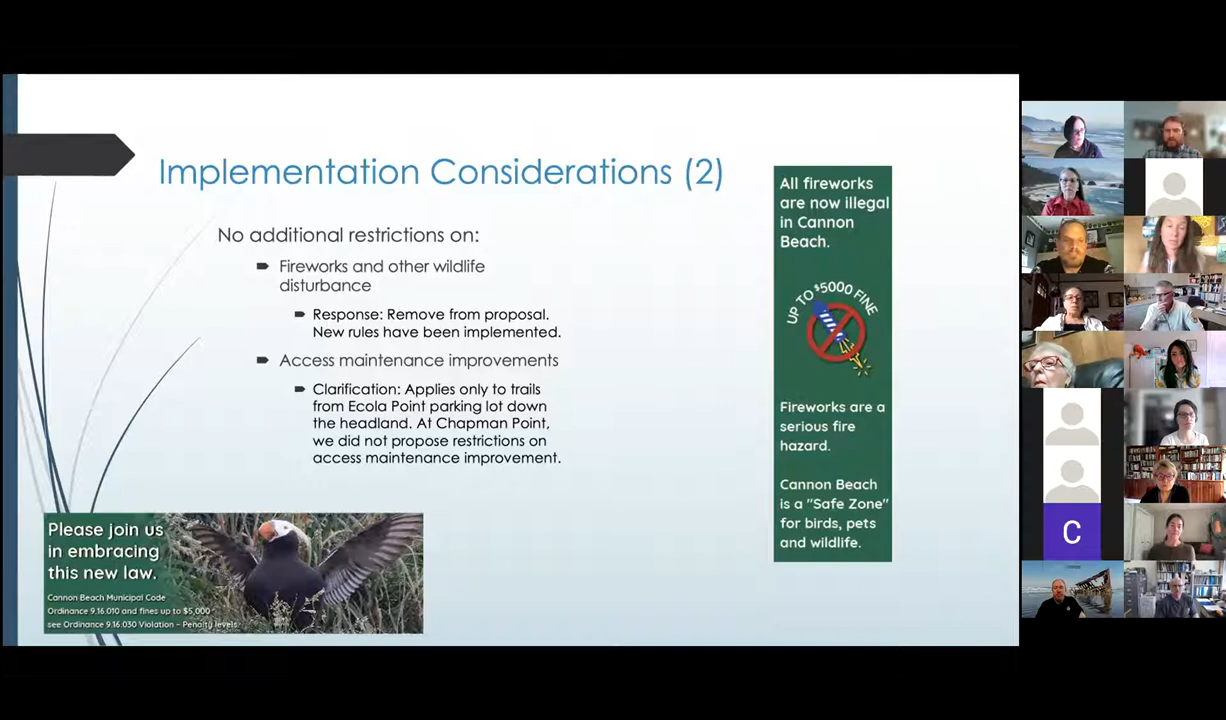 Implementation Considerations (2)
No additional restrictions on:
Fireworks and other wildlife
disturbance
Response: Remove from proposal.
New rules have been implemented.
Access maintenance improvements
Clarification: Applies only to trails
from Ecola Point parking lot down
the headland. At Chapman Point,
we did not propose restrictions on
access maintenance improvement.
Please join us
in embracing
this new law.
Cannon Beach Municipal Code
Ordinance 9.16.010 and fines up to $5,000
see Ordinance 9.16.030 Violation – Penalty levels.
All fireworks
are now illegal
in Cannon
Beach.
UP TO $5000 FINE
Fireworks are a
serious fire
hazard.
Cannon Beach
is a "Safe Zone"
for birds, pets
and wildlife.
C